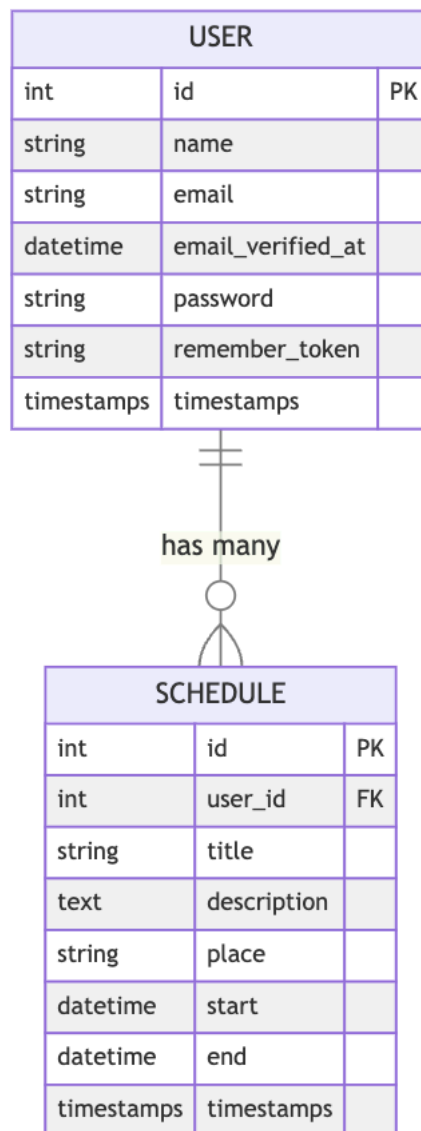 USER
int id PK
string name
string email
datetime email_verified_at
string password
string remember_token
timestamps timestamps
has many
SCHEDULE
int id PK
int user_id FK
string title
text description
string place
datetime start
datetime end
timestamps timestamps